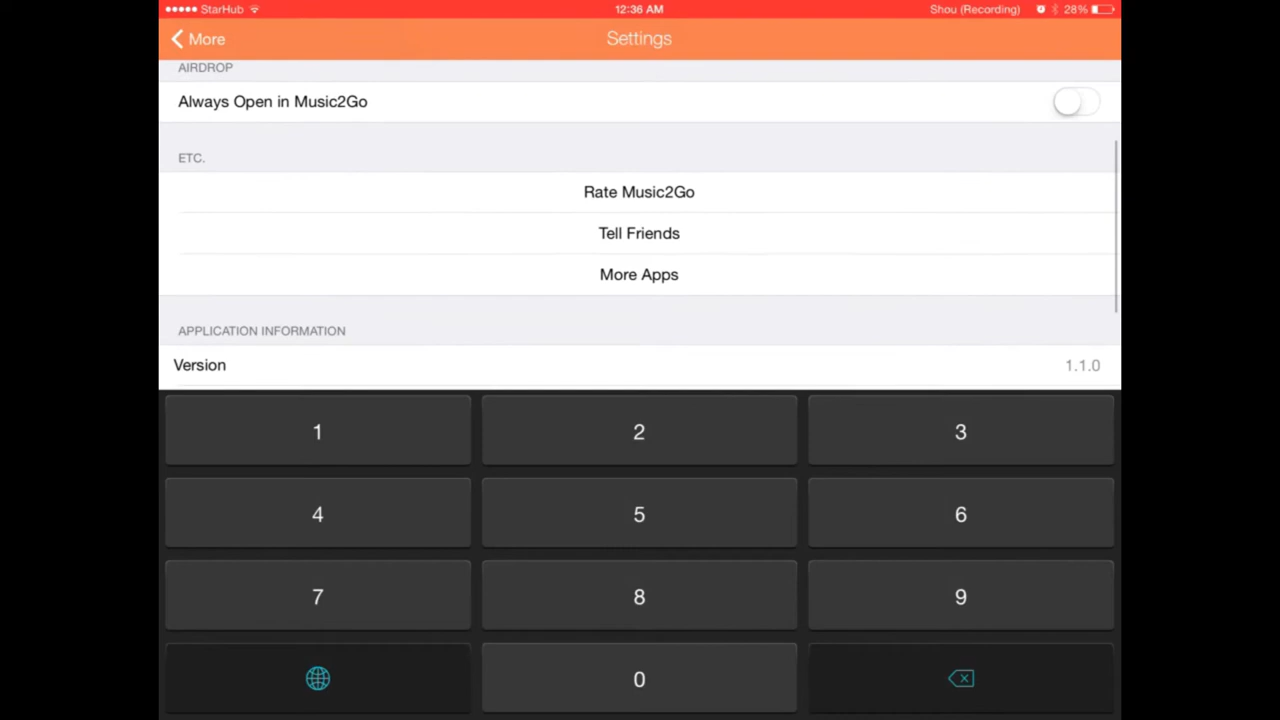 StarHub 12:36 AM Shou (Recording) 28%
More Settings
AIRDROP
Always Open in Music2Go
ETC.
Rate Music2Go
Tell Friends
More Apps
APPLICATION INFORMATION
Version 1.1.0
1 2 3
4 5 6
7 8 9
0